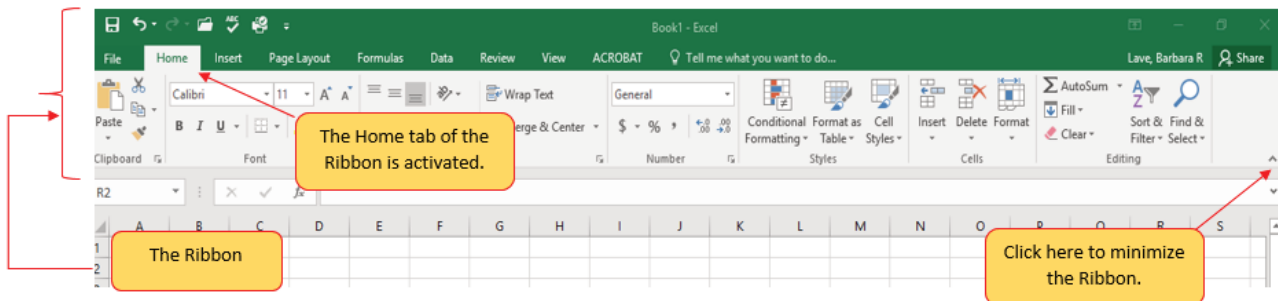 Book1 - Excel
File Home Insert Page Layout Formulas Data Review View ACROBAT Tell me what you want to do... Lave, Barbara R Share
Calibri 11 A A Wrap Text General AutoSum
Fill
Paste B I U erge & Center $ % , Conditional Format as Cell Insert Delete Format Clear Sort & Find &
Formatting Table Styles Filter Select
Clipboard Font Number Styles Cells Editing
The Home tab of the
Ribbon is activated.
R2 fx
A B C D E F G H I J K L M N O P Q R S
1
2
The Ribbon
Click here to minimize
the Ribbon.